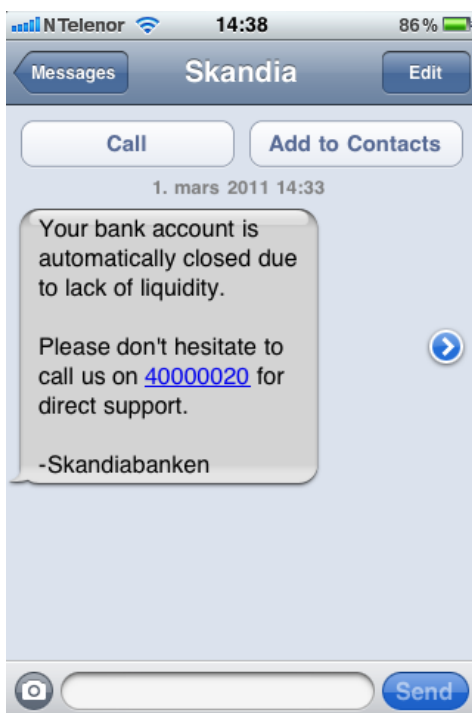 N Telenor 14:38 86 %
Messages Skandia Edit
Call Add to Contacts
1. mars 2011 14:33
Your bank account is
automatically closed due
to lack of liquidity.
Please don't hesitate to
call us on 40000020 for
direct support.
-Skandiabanken
Send